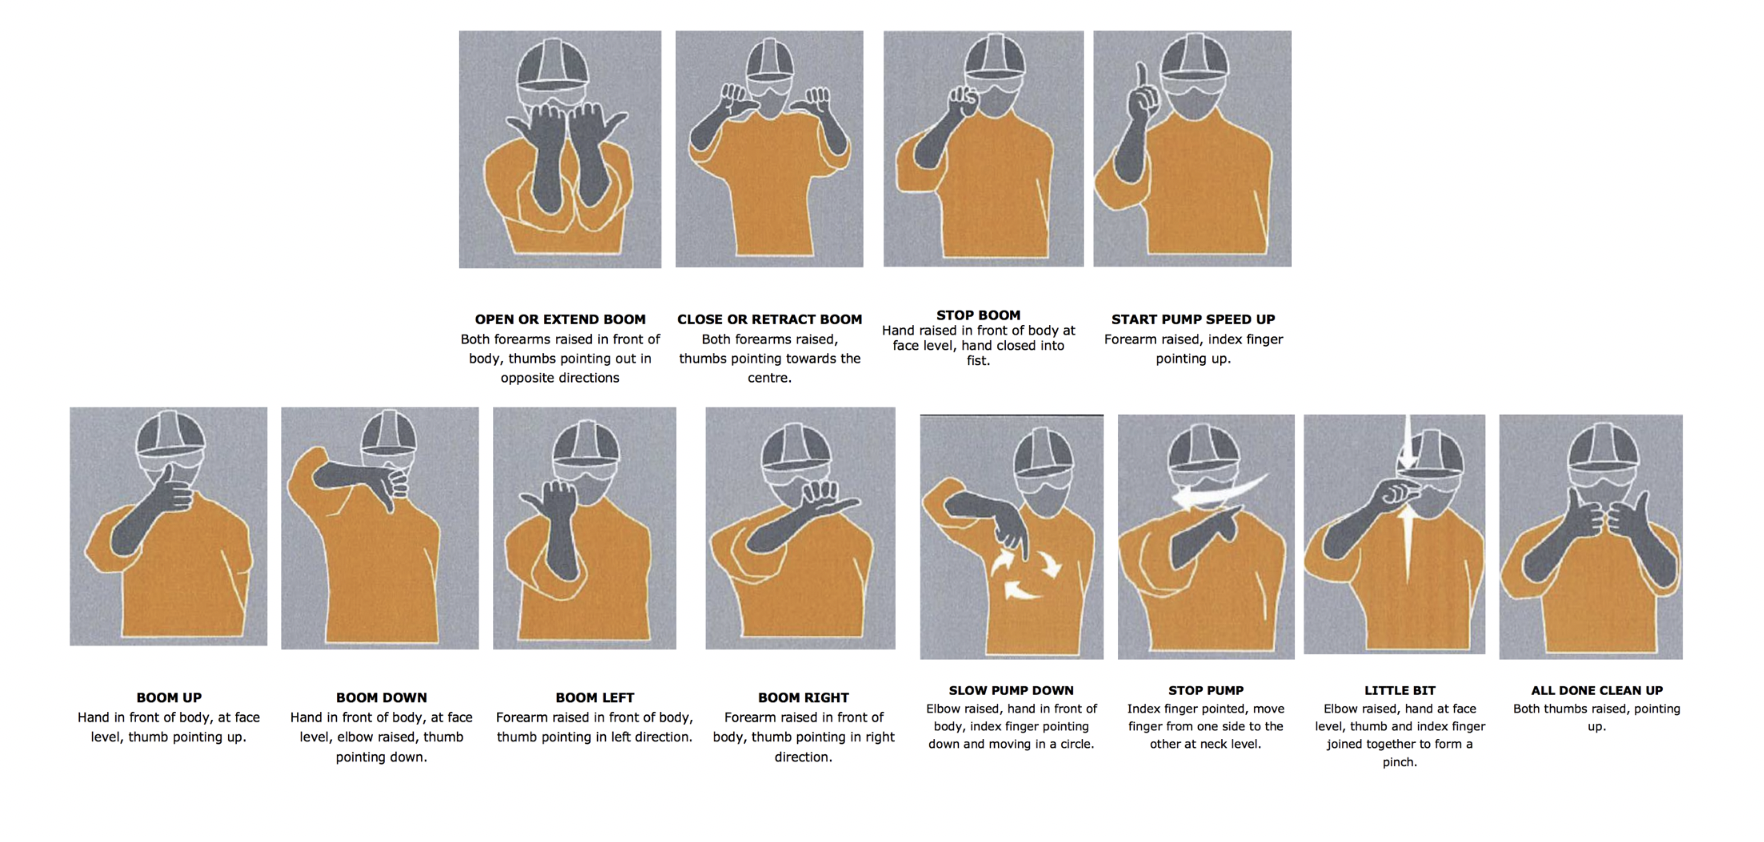 OPEN OR EXTEND BOOM
Both forearms raised in front of
body, thumbs pointing out in
opposite directions
CLOSE OR RETRACT BOOM
Both forearms raised,
thumbs pointing towards the
centre.
STOP BOOM
Hand raised in front of body at
face level, hand closed into
fist.
START PUMP SPEED UP
Forearm raised, index finger
pointing up.
BOOM UP
Hand in front of body, at face
level, thumb pointing up.
BOOM DOWN
Hand in front of body, at face
level, elbow raised, thumb
pointing down.
BOOM LEFT
Forearm raised in front of body,
thumb pointing in left direction.
BOOM RIGHT
Forearm raised in front of
body, thumb pointing in right
direction.
SLOW PUMP DOWN
Elbow raised, hand in front of
body, index finger pointing
down and moving in a circle.
STOP PUMP
Index finger pointed, move
finger from one side to the
other at neck level.
LITTLE BIT
Elbow raised, hand at face
level, thumb and index finger
joined together to form a
pinch.
ALL DONE CLEAN UP
Both thumbs raised, pointing
up.